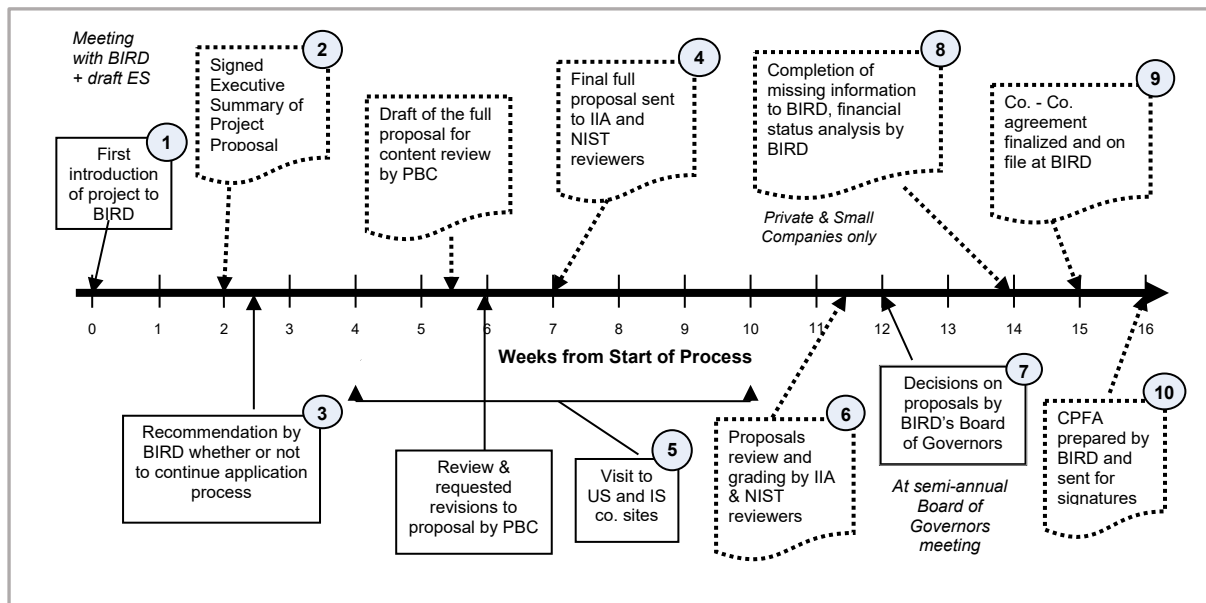 Meeting
with BIRD
+ draft ES
1
First
introduction
of project to
BIRD
2
Signed
Executive
Summary of
Project
Proposal
Draft of the full
proposal for
content review
by PBC
4
Final full
proposal sent
to IIA and
NIST
reviewers
8
Completion of
missing information
to BIRD, financial
status analysis by
BIRD
Private & Small
Companies only
9
Co. - Co.
agreement
finalized and on
file at BIRD
0 1 2 3 4 5 6 7 8 9 10 11 12 13 14 15 16
Weeks from Start of Process
3
Recommendation by
BIRD whether or not
to continue application
process
Review &
requested
revisions to
proposal by PBC
5
Visit to
US and IS
co. sites
6
Proposals
review and
grading by IIA
& NIST
reviewers
7
Decisions on
proposals by
BIRD's Board
of Governors
At semi-annual
Board of
Governors
meeting
10
CPFA
prepared by
BIRD and
sent for
signatures